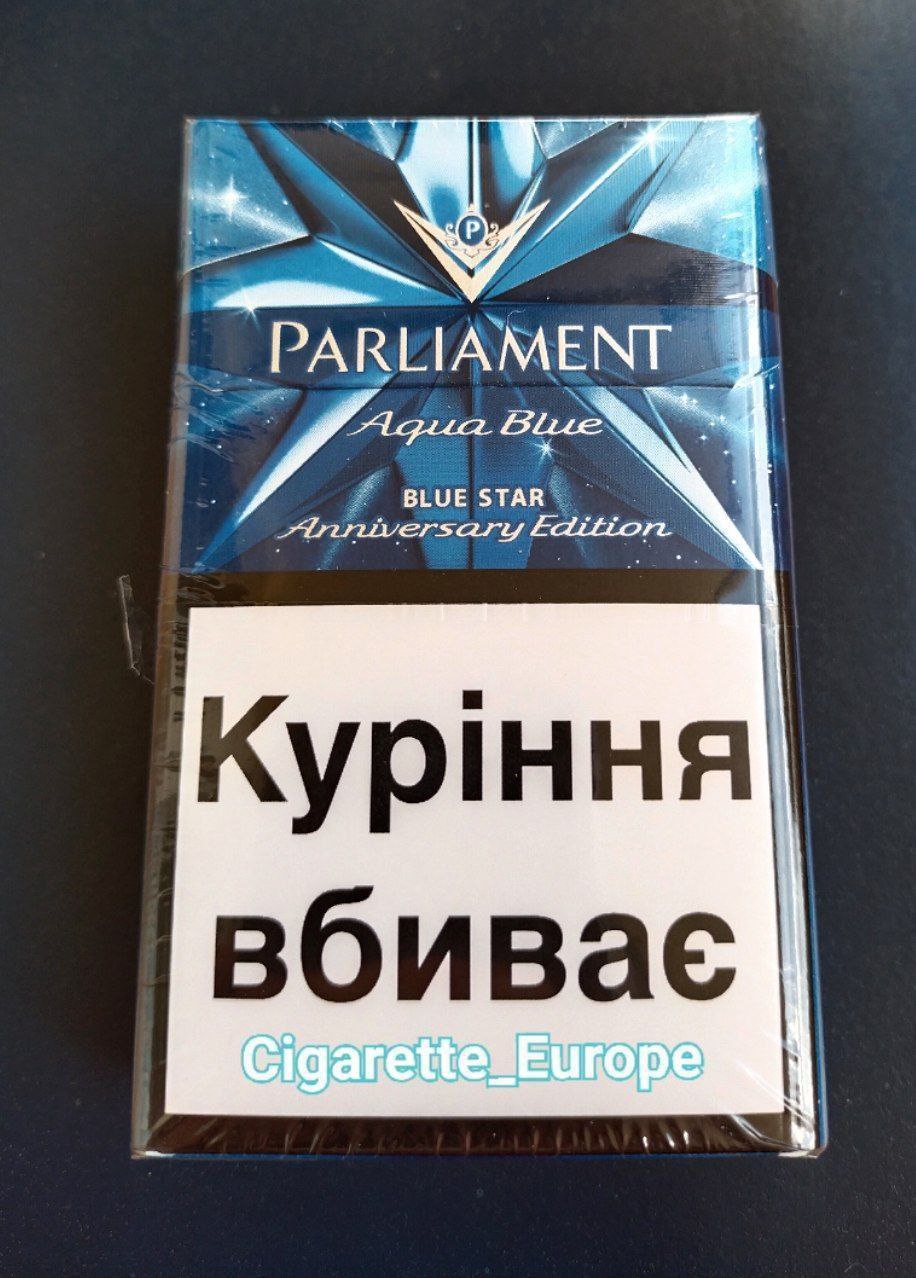 P
PARLIAMENT
Aqua Blue
BLUE STAR
Anniversary Edition
Куріння
вбиває
Cigarette_Europe